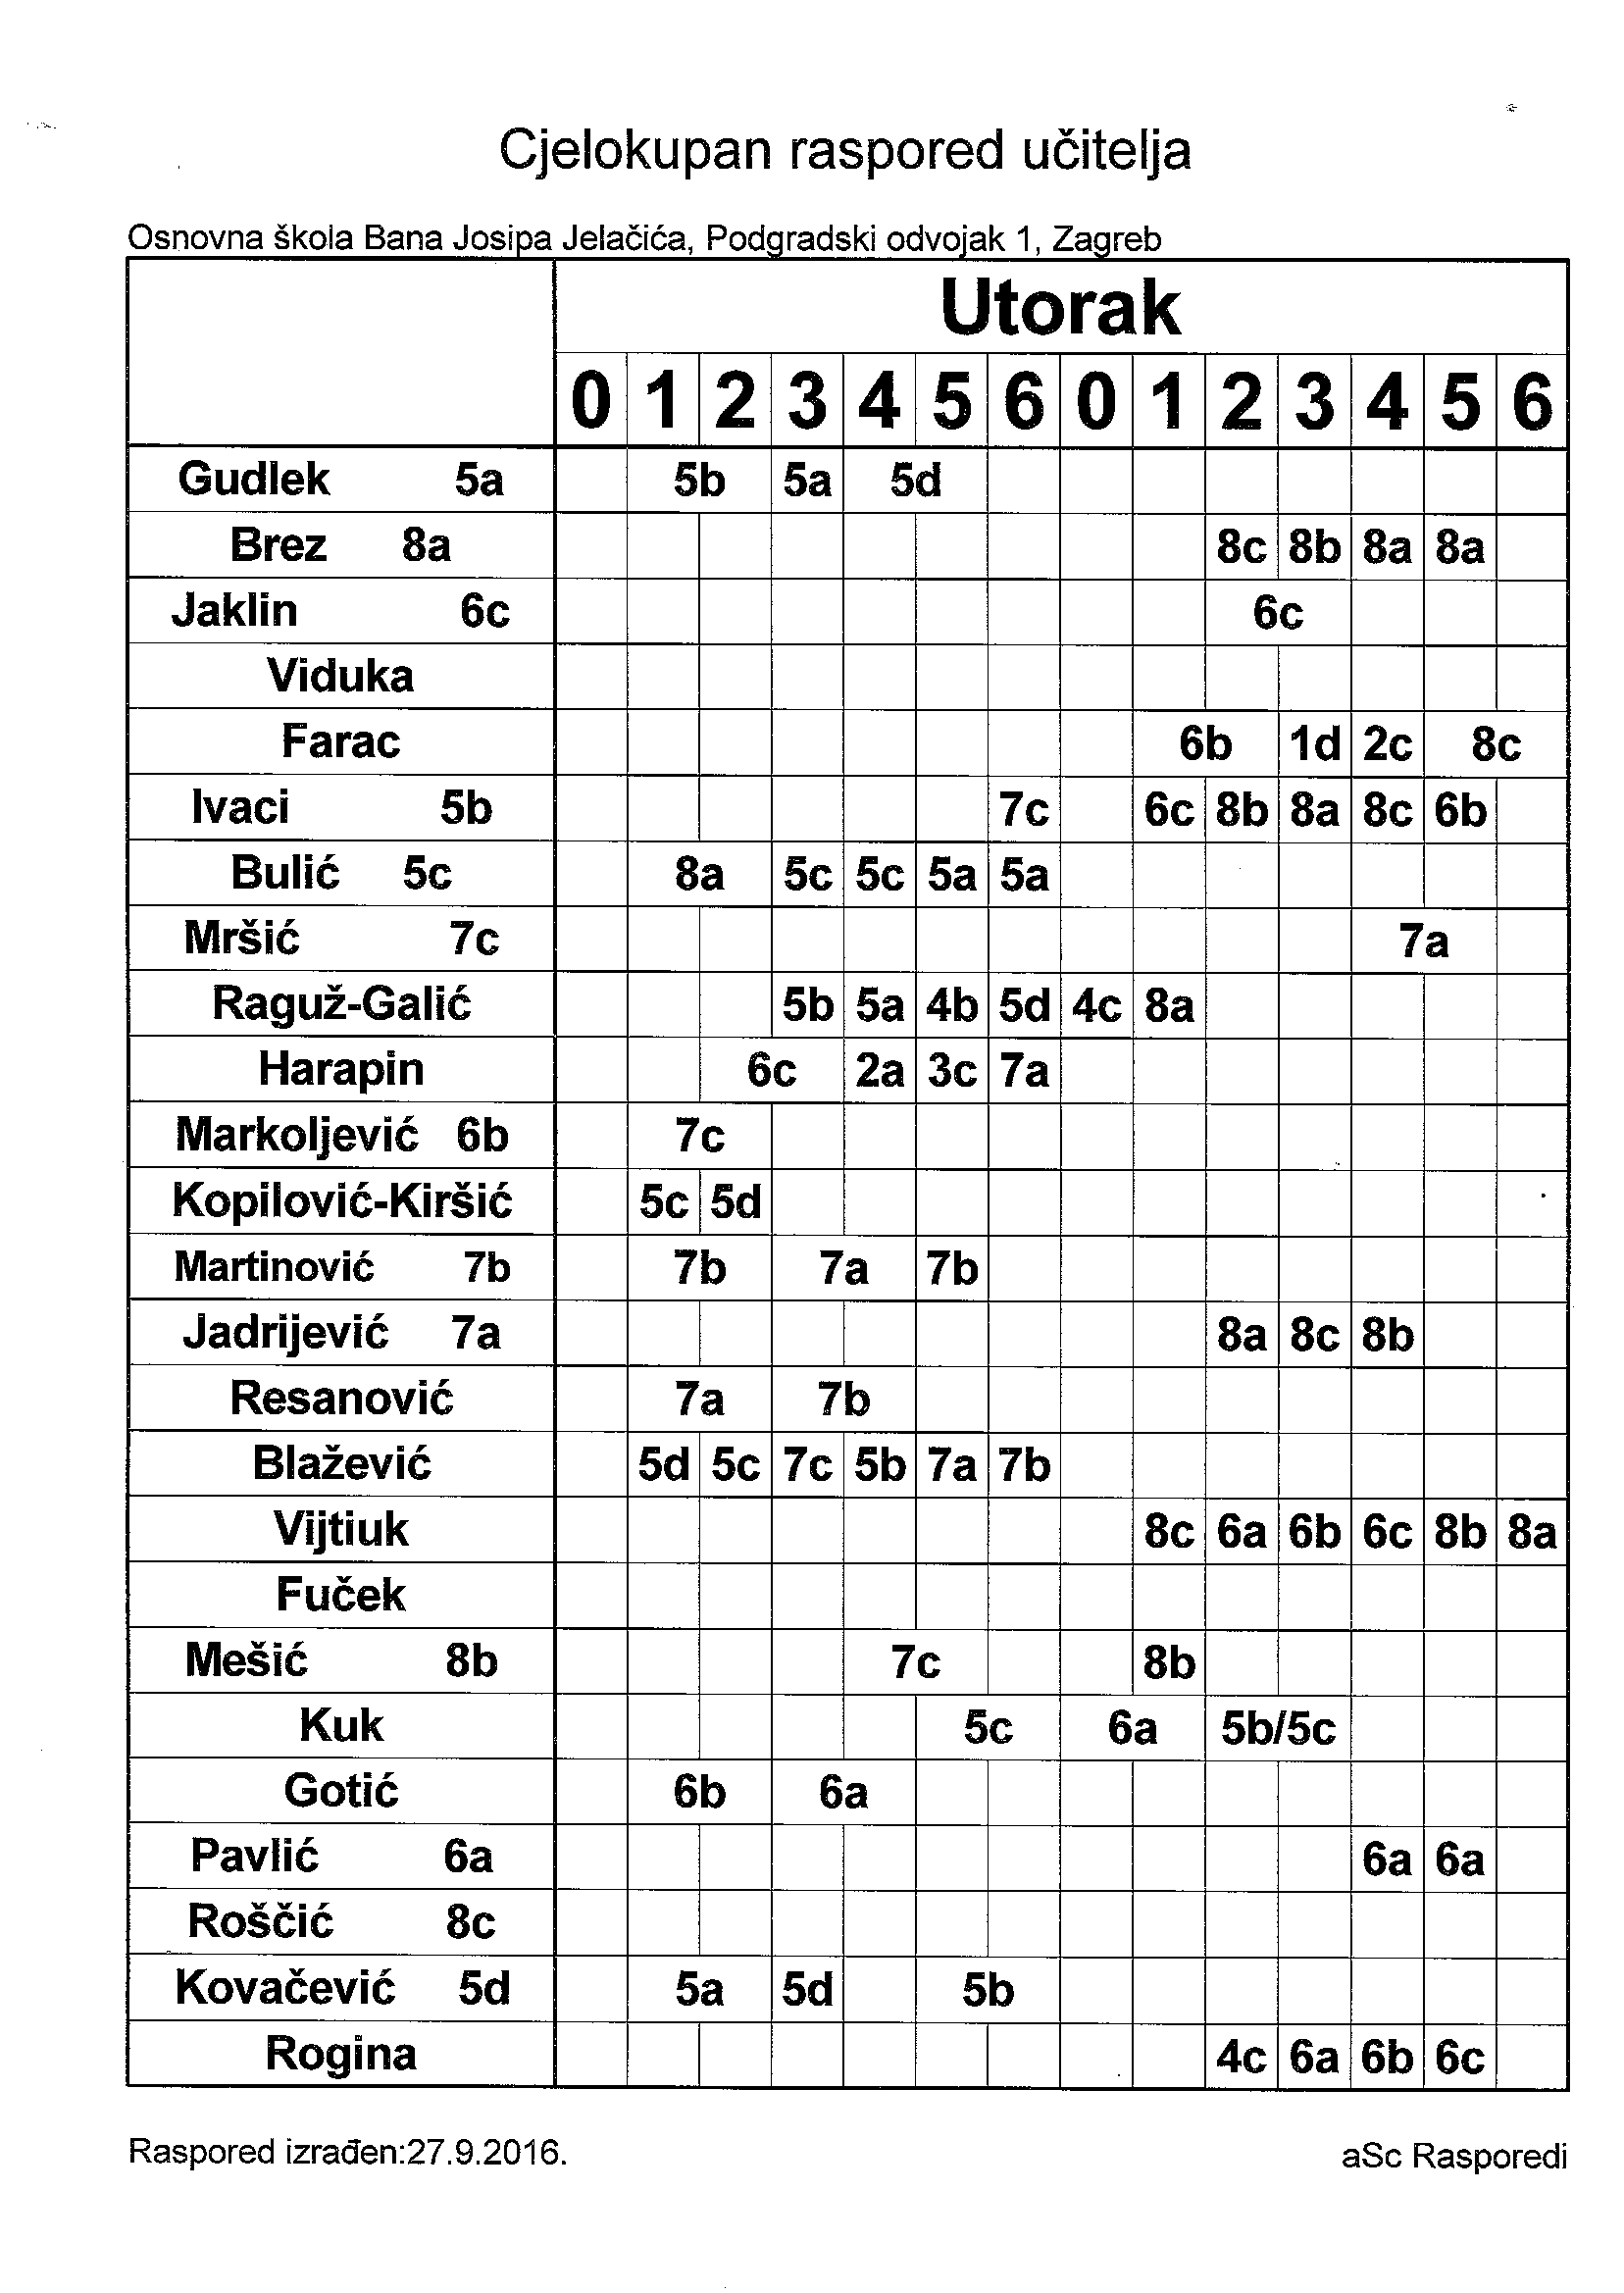 Cjelokupan raspored učitelja
Osnovna škola Bana Josipa Jelačića, Podgradski odvojak 1, Zagreb
Utorak
0 1 2 3 4 5 6 0 1 2 3 4 5 6
Gudlek 5a 5b 5a 5d
Brez 8a 8c 8b 8a 8a
Jaklin 6c 6c
Viduka
Farac 6b 1d 2c 8c
Ivaci 5b 7c 6c 8b 8a 8c 6b
Bulić 5c 8a 5c 5c 5a 5a
Mršić 7c 7a
Raguž-Galić 5b 5a 4b 5d 4c 8a
Harapin 6c 2a 3c 7a
Markoljević 6b 7c
Kopilović-Kiršić 5c 5d
Martinović 7b 7b 7a 7b
Jadrijević 7a 8a 8c 8b
Resanović 7a 7b
Blažević 5d 5c 7c 5b 7a 7b
Vijtiuk 8c 6a 6b 6c 8b 8a
Fuček
Mešić 8b 7c 8b
Kuk 5c 6a 5b/5c
Gotić 6b 6a
Pavlić 6a 6a 6a
Roščić 8c
Kovačević 5d 5a 5d 5b
Rogina 4c 6a 6b 6c
Raspored izrađen:27.9.2016. aSc Rasporedi